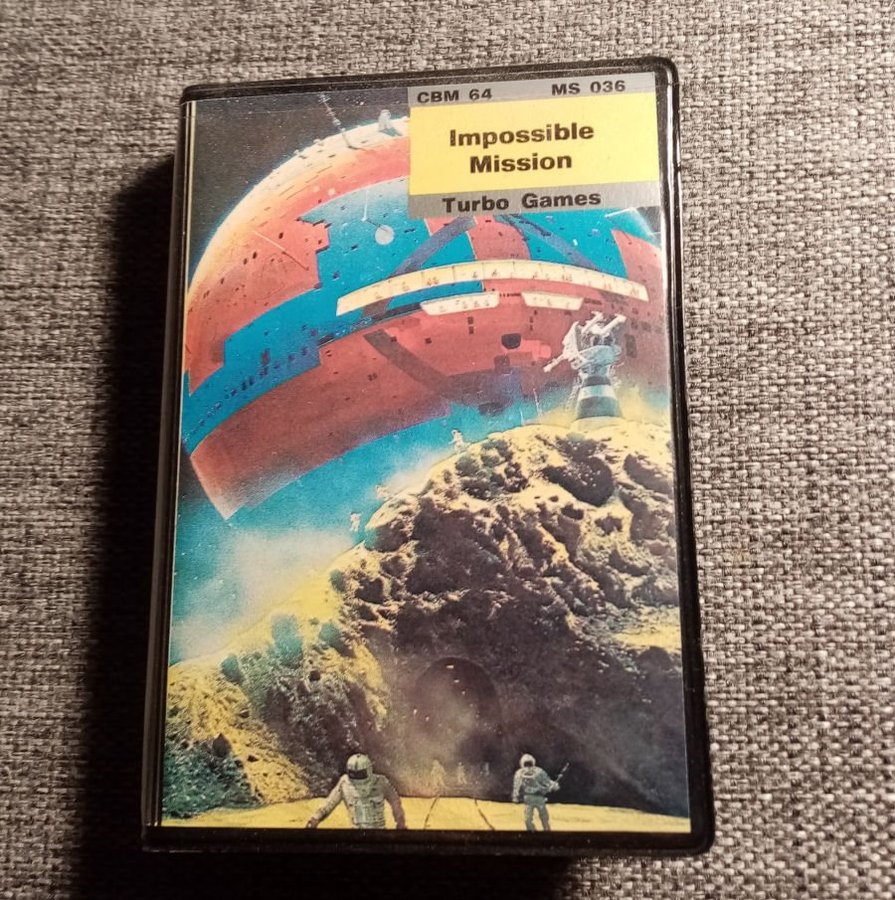 CBM 64 MS 036
Impossible
Mission
Turbo Games